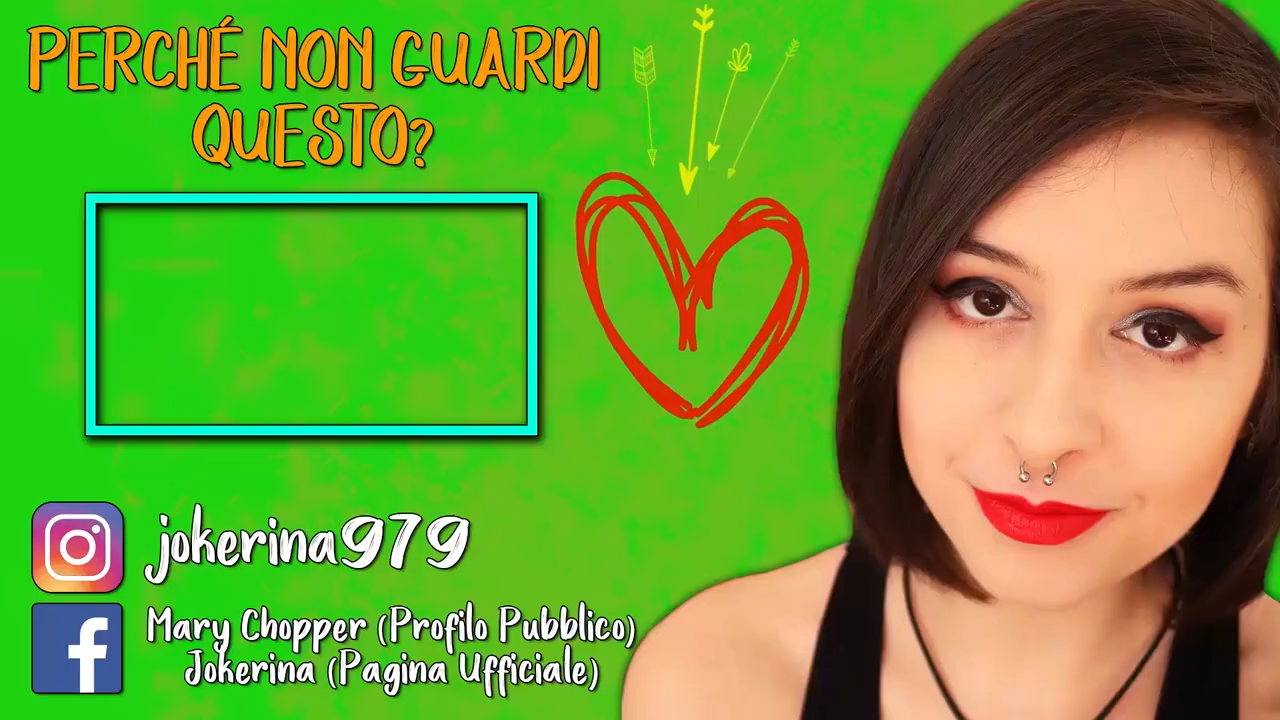 PERCHÉ NON GUARDI
QUESTO?
jokerina979
Mary Chopper (Profilo Pubblico)
Jokerina (Pagina Ufficiale)